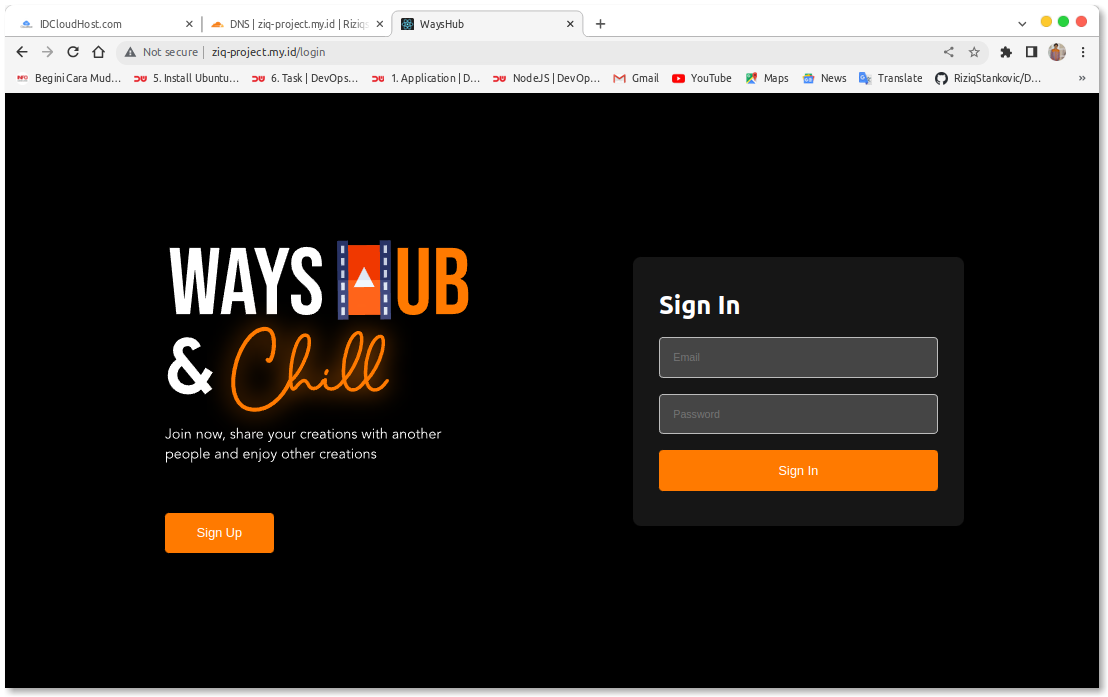 IDCloudHost.com
DNS | ziq-project.my.id | Riziqs
WaysHub
Not secure | ziq-project.my.id/login
Begini Cara Mud…
5. Install Ubuntu…
6. Task | DevOps…
1. Application | D…
NodeJS | DevOp…
Gmail
YouTube
Maps
News
Translate
RiziqStankovic/D…
»
WAYS HUB
& Chill
Join now, share your creations with another
people and enjoy other creations
Sign Up
Sign In
Email
Password
Sign In